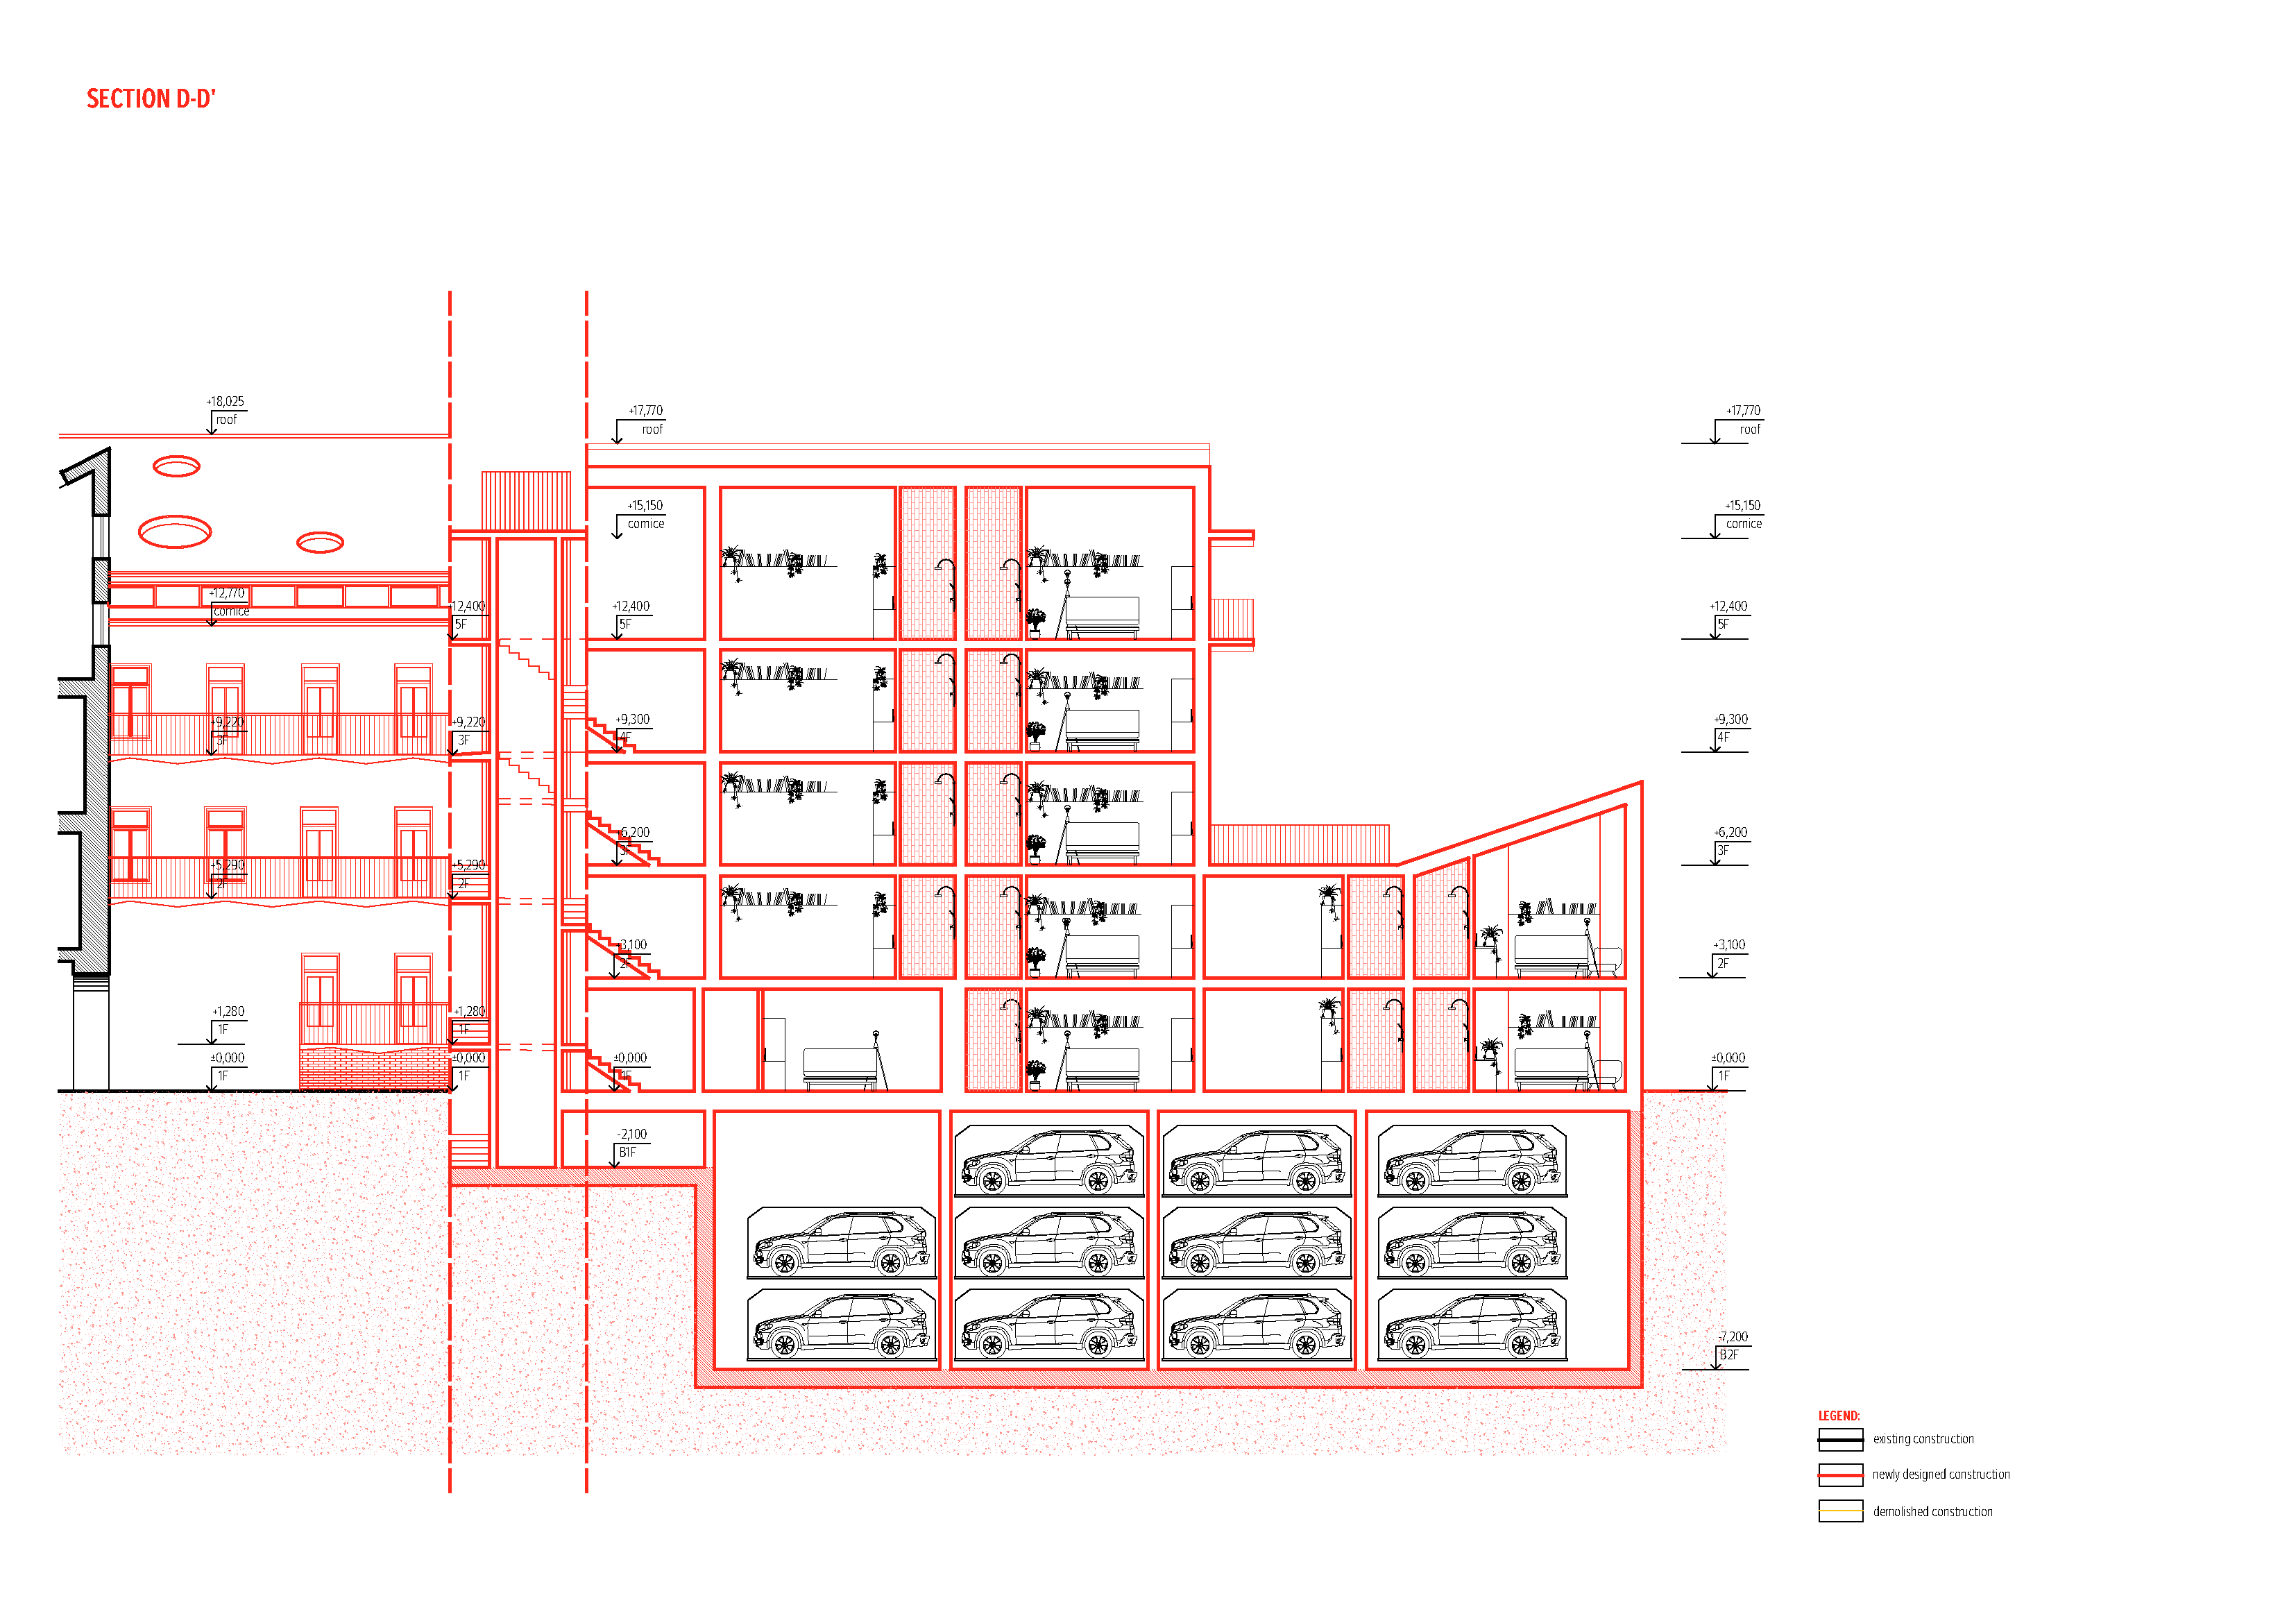 SECTION D-D'
+18,025
roof
+17,770
roof
+17,770
roof
+15,150
cornice
+15,150
cornice
+12,770
cornice
+12,400
5F
+12,400
5F
+12,400
5F
+9,220
3F
+9,220
3F
+9,300
4F
+9,300
4F
+6,200
3F
+6,200
3F
+5,290
2F
+5,290
2F
+3,100
2F
+3,100
2F
+1,280
1F
+1,280
1F
±0,000
1F
±0,000
1F
±0,000
1F
±0,000
1F
-2,100
B1F
-7,200
B2F
LEGEND:
existing construction
newly designed construction
demolished construction